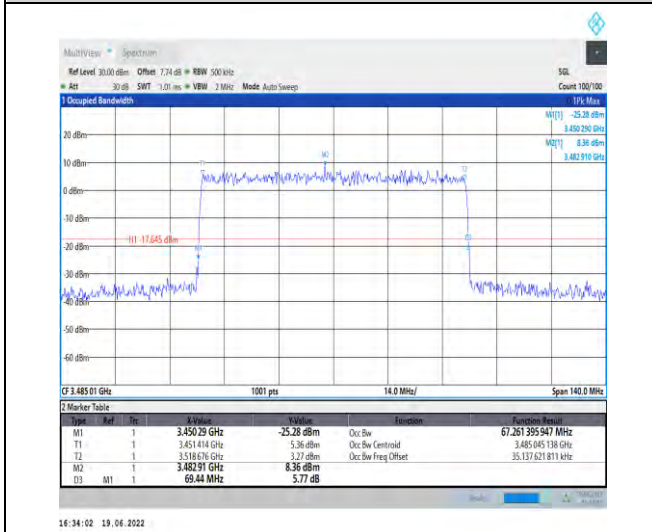 MultiView Spectrum
Ref Level 30.00 dBm Offset 7.74 dB RBW 500 kHz SGL
Att 30 dB SWT 1.01 ms VBW 2 MHz Mode Auto Sweep Count 100/100
1 Occupied Bandwidth 1Pk Max
M1[1] -25.28 dBm
3.450 290 GHz
M2[1] 8.36 dBm
3.482 910 GHz
20 dBm
10 dBm
0 dBm
-10 dBm
H1 -17.645 dBm
-20 dBm
-30 dBm
-40 dBm
-50 dBm
-60 dBm
M2
T1
T2
M1
D3
CF 3.485 01 GHz 1001 pts 14.0 MHz/ Span 140.0 MHz
2 Marker Table
Type Ref Trc X-Value Y-Value Function Function Result
M1 1 3.450 29 GHz -25.28 dBm Occ Bw 67.261 395 947 MHz
T1 1 3.451 414 GHz 5.36 dBm Occ Bw Centroid 3.485 045 138 GHz
T2 1 3.518 676 GHz 3.27 dBm Occ Bw Freq Offset 35.137 621 811 kHz
M2 1 3.482 91 GHz 8.36 dBm
D3 M1 1 69.44 MHz 5.77 dB
16:34:02 19.06.2022